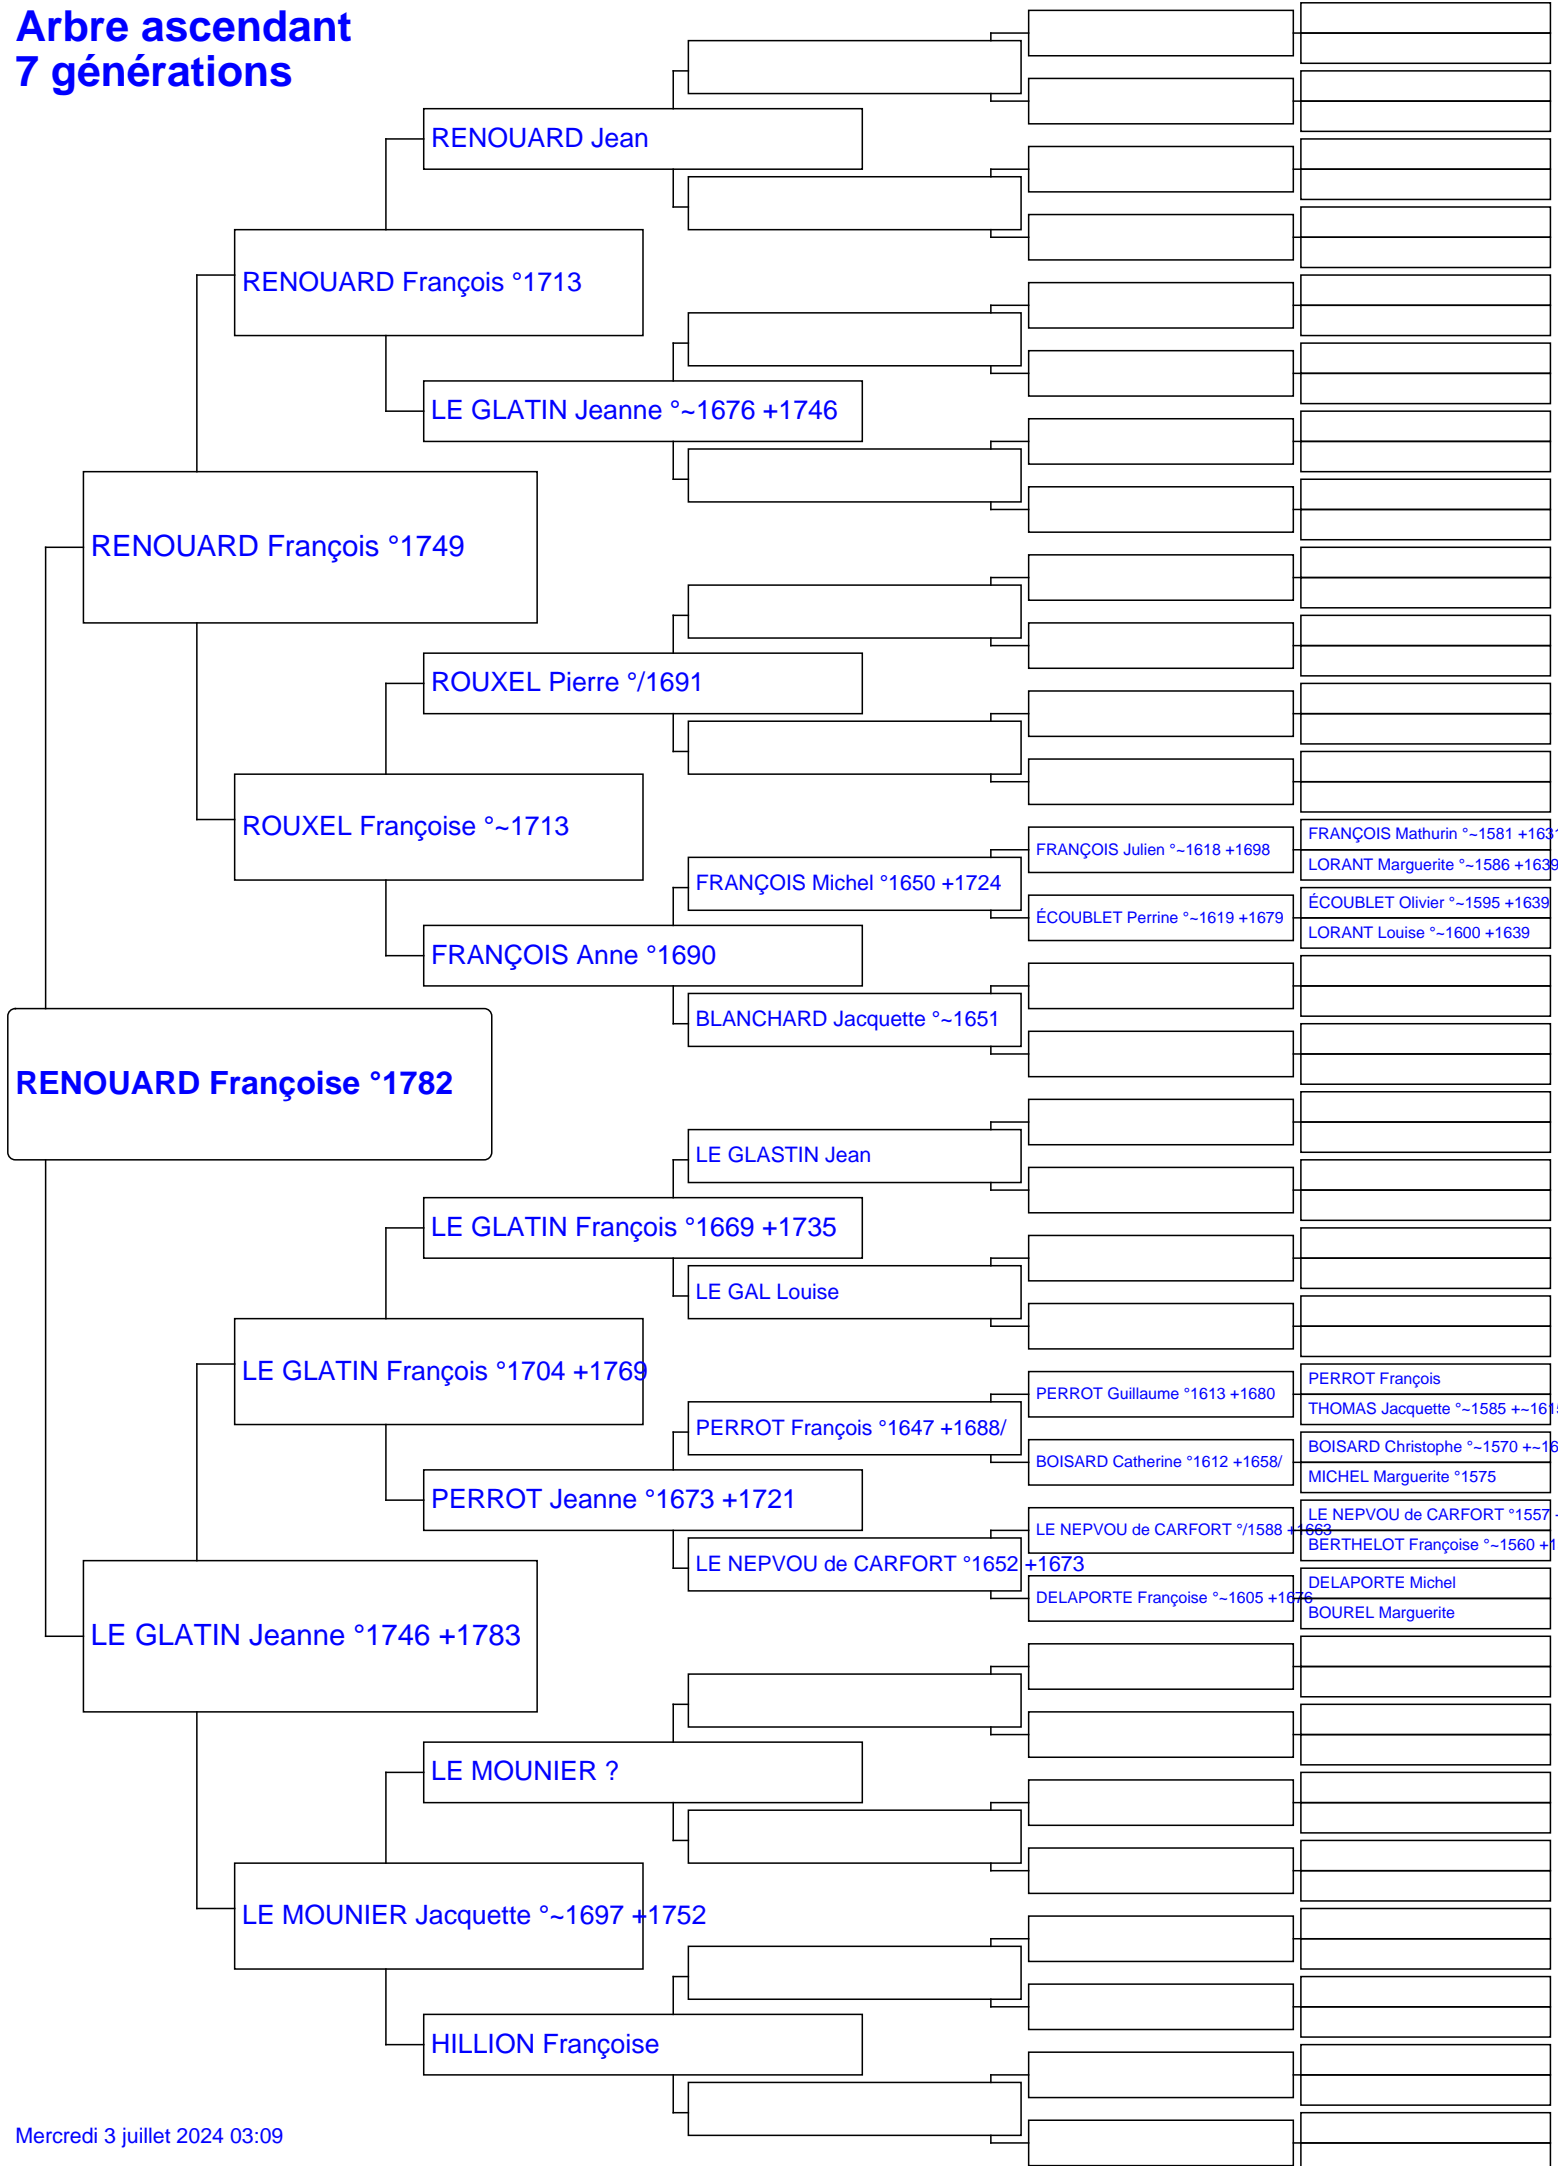 Arbre ascendant
7 générations
RENOUARD Jean
RENOUARD François °1713
LE GLATIN Jeanne °~1676 +1746
RENOUARD François °1749
ROUXEL Pierre °/1691
ROUXEL Françoise °~1713
FRANÇOIS Julien °~1618 +1698
FRANÇOIS Mathurin °~1581 +1631
LORANT Marguerite °~1586 +1639
FRANÇOIS Michel °1650 +1724
ÉCOUBLET Perrine °~1619 +1679
ÉCOUBLET Olivier °~1595 +1639
LORANT Louise °~1600 +1639
FRANÇOIS Anne °1690
BLANCHARD Jacquette °~1651
RENOUARD Françoise °1782
LE GLASTIN Jean
LE GLATIN François °1669 +1735
LE GAL Louise
LE GLATIN François °1704 +1769
PERROT Guillaume °1613 +1680
PERROT François
THOMAS Jacquette °~1585 +~1615
PERROT François °1647 +1688/
BOISARD Catherine °1612 +1658/
BOISARD Christophe °~1570 +~16
MICHEL Marguerite °1575
PERROT Jeanne °1673 +1721
LE NEPVOU de CARFORT °/1588 +1663
LE NEPVOU de CARFORT °1557 +
BERTHELOT Françoise °~1560 +1
LE NEPVOU de CARFORT °1652 +1673
DELAPORTE Françoise °~1605 +1676
DELAPORTE Michel
BOUREL Marguerite
LE GLATIN Jeanne °1746 +1783
LE MOUNIER ?
LE MOUNIER Jacquette °~1697 +1752
HILLION Françoise
Mercredi 3 juillet 2024 03:09